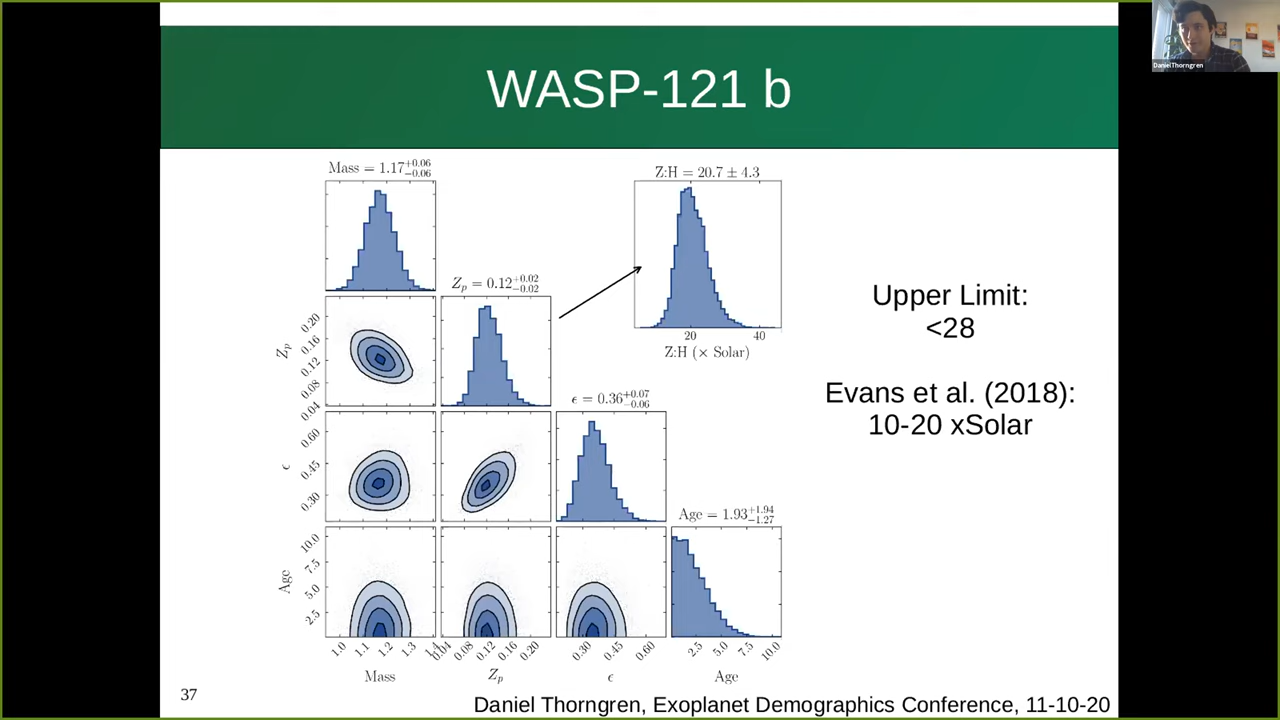 DanielThorngren
WASP-121 b
Mass = 1.17+0.06−0.06
Z:H = 20.7 ± 4.3
20 40
Z:H (× Solar)
Zp = 0.12+0.02−0.02
Upper Limit:
<28
Evans et al. (2018):
10-20 xSolar
Zp
0.20
0.16
0.12
0.08
0.04
ϵ = 0.36+0.07−0.06
ϵ
0.60
0.45
0.30
Age = 1.93+1.94−1.27
Age
10.0
7.5
5.0
2.5
1.0 1.1 1.2 1.3 0.04 0.08 0.12 0.16 0.20 0.30 0.45 0.60 2.5 5.0 7.5 10.0
Mass Zp ϵ Age
37
Daniel Thorngren, Exoplanet Demographics Conference, 11-10-20